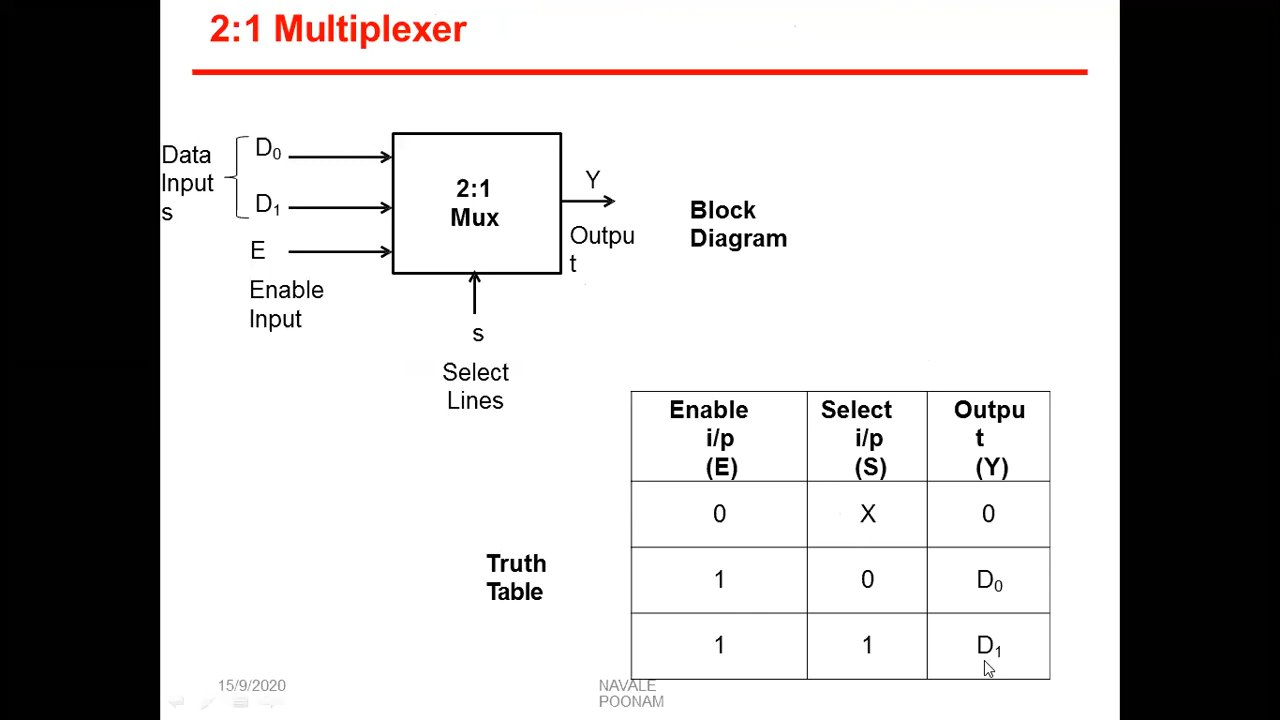 2:1 Multiplexer
Data
Input
s
D₀
D₁
E
Enable
Input
2:1
Mux
Y
Outpu
t
s
Select
Lines
Block
Diagram
Truth
Table
Enable i/p (E) Select i/p (S) Outpu t (Y)
0 X 0
1 0 D₀
1 1 D₁
15/9/2020
NAVALE
POONAM